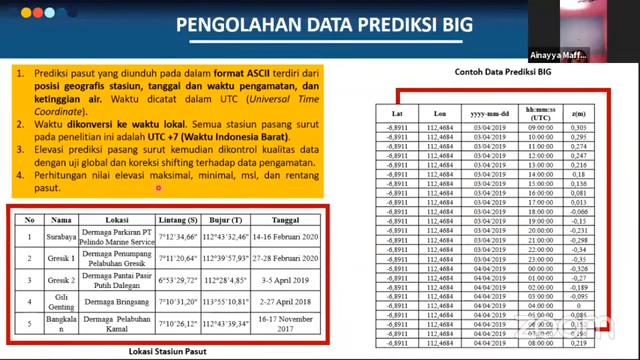 PENGOLAHAN DATA PREDIKSI BIG
Ainayya Maff...
1. Prediksi pasut yang diunduh pada dalam format ASCII terdiri dari
posisi geografis stasiun, tanggal dan waktu pengamatan, dan
ketinggian air. Waktu dicatat dalam UTC (Universal Time
Coordinate).
2. Waktu dikonversi ke waktu lokal. Semua stasiun pasang surut
pada penelitian ini adalah UTC +7 (Waktu Indonesia Barat).
3. Elevasi prediksi pasang surut kemudian dikontrol kualitas data
dengan uji global dan koreksi shifting terhadap data pengamatan.
4. Perhitungan nilai elevasi maksimal, minimal, msl, dan rentang
pasut.
No Nama Lokasi Lintang (S) Bujur (T) Tanggal
1 Surabaya Dermaga Parkiran PT Pelindo Marine Service 7°12'34,66" 112°43'32,46" 14-16 Februari 2020
2 Gresik 1 Dermaga Penumpang Pelabuhan Gresik 7°11'20,64" 112°39'57,93" 27-28 Februari 2020
3 Gresik 2 Dermaga Pantai Pasir Putih Dalegan 6°53'29,72" 112°28'4,85" 3-5 April 2019
4 Gili Genting Dermaga Bringsang 7°10'31,20" 113°55'10,81" 2-27 April 2018
5 Bangkalan Dermaga Pelabuhan Kamal 7°10'26,12" 112°43'39,34" 16-17 November 2017
Lokasi Stasiun Pasut
Contoh Data Prediksi BIG
Lat Lon yyyy-mm-dd hh:mm:ss (UTC) z(m)
-6,8911 112,4684 03/04/2019 09:00:00 0,305
-6,8911 112,4684 03/04/2019 10:00:00 0,295
-6,8911 112,4684 03/04/2019 11:00:00 0,274
-6,8911 112,4684 03/04/2019 12:00:00 0,247
-6,8911 112,4684 03/04/2019 13:00:00 0,216
-6,8911 112,4684 03/04/2019 14:00:00 0,18
-6,8911 112,4684 03/04/2019 15:00:00 0,136
-6,8911 112,4684 03/04/2019 16:00:00 0,081
-6,8911 112,4684 03/04/2019 17:00:00 0,013
-6,8911 112,4684 03/04/2019 18:00:00 -0,066
-6,8911 112,4684 03/04/2019 19:00:00 -0,15
-6,8911 112,4684 03/04/2019 20:00:00 -0,231
-6,8911 112,4684 03/04/2019 21:00:00 -0,298
-6,8911 112,4684 03/04/2019 22:00:00 -0,34
-6,8911 112,4684 03/04/2019 23:00:00 -0,35
-6,8911 112,4684 04/04/2019 00:00:00 -0,326
-6,8911 112,4684 04/04/2019 01:00:00 -0,27
-6,8911 112,4684 04/04/2019 02:00:00 -0,189
-6,8911 112,4684 04/04/2019 03:00:00 -0,095
-6,8911 112,4684 04/04/2019 04:00:00 0
-6,8911 112,4684 04/04/2019 0,086
-6,8911 112,4684 04/04/2019
-6,8911 112,4684 04/04/2019
-6,8911 112,4684 04/04/2019 08:00:00 0,219
zoom